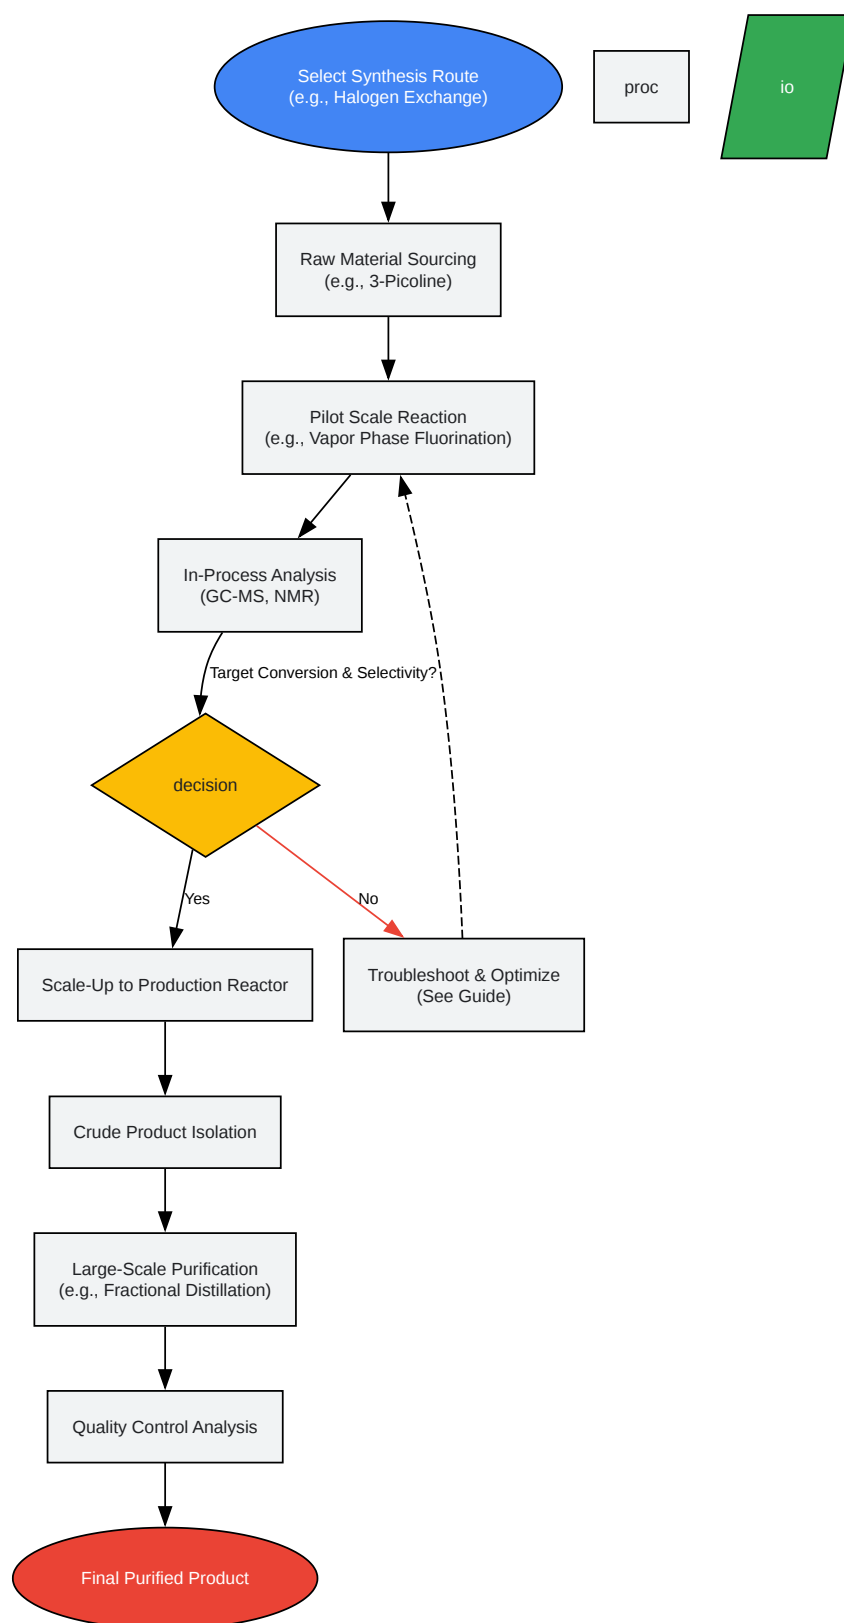 Select Synthesis Route
(e.g., Halogen Exchange)
proc
io
Raw Material Sourcing
(e.g., 3-Picoline)
Pilot Scale Reaction
(e.g., Vapor Phase Fluorination)
In-Process Analysis
(GC-MS, NMR)
Target Conversion & Selectivity?
decision
Yes
No
Scale-Up to Production Reactor
Troubleshoot & Optimize
(See Guide)
Crude Product Isolation
Large-Scale Purification
(e.g., Fractional Distillation)
Quality Control Analysis
Final Purified Product